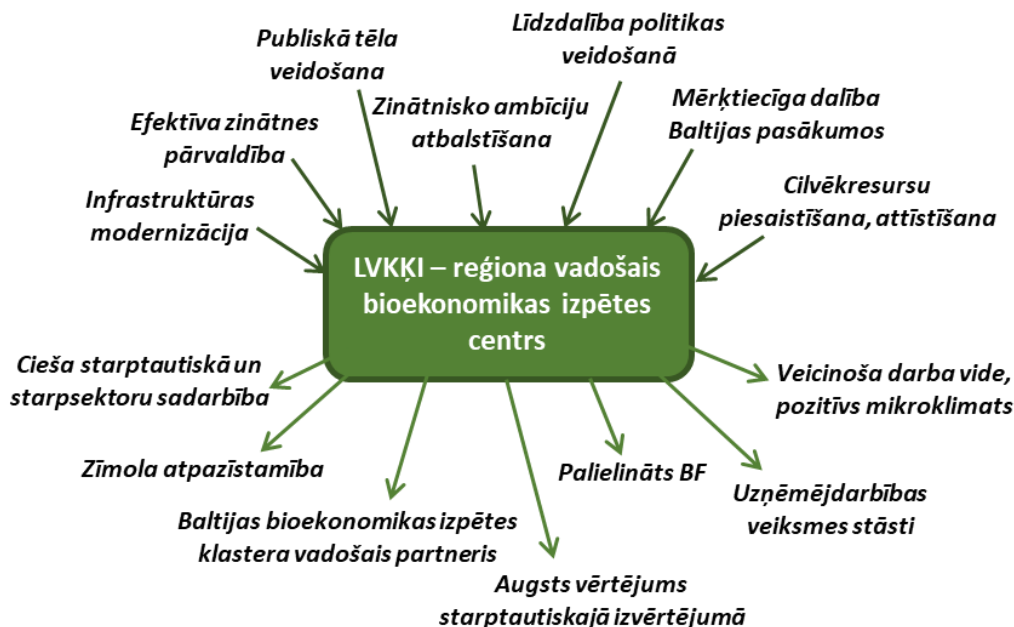 Publiskā tēla
veidošana
Līdzdalība politikas
veidošanā
Zinātnisko ambīciju
atbalstīšana
Mērķtiecīga dalība
Baltijas pasākumos
Efektīva zinātnes
pārvaldība
Cilvēkresursu
piesaistīšana, attīstīšana
Infrastruktūras
modernizācija
LVKĶI – reģiona vadošais
bioekonomikas izpētes
centrs
Cieša starptautiskā un
starpsektoru sadarbība
Veicinoša darba vide,
pozitīvs mikroklimats
Zīmola atpazīstamība
Palielināts BF
Uzņēmējdarbības
veiksmes stāsti
Baltijas bioekonomikas izpētes
klastera vadošais partneris
Augsts vērtējums
starptautiskajā izvērtējumā